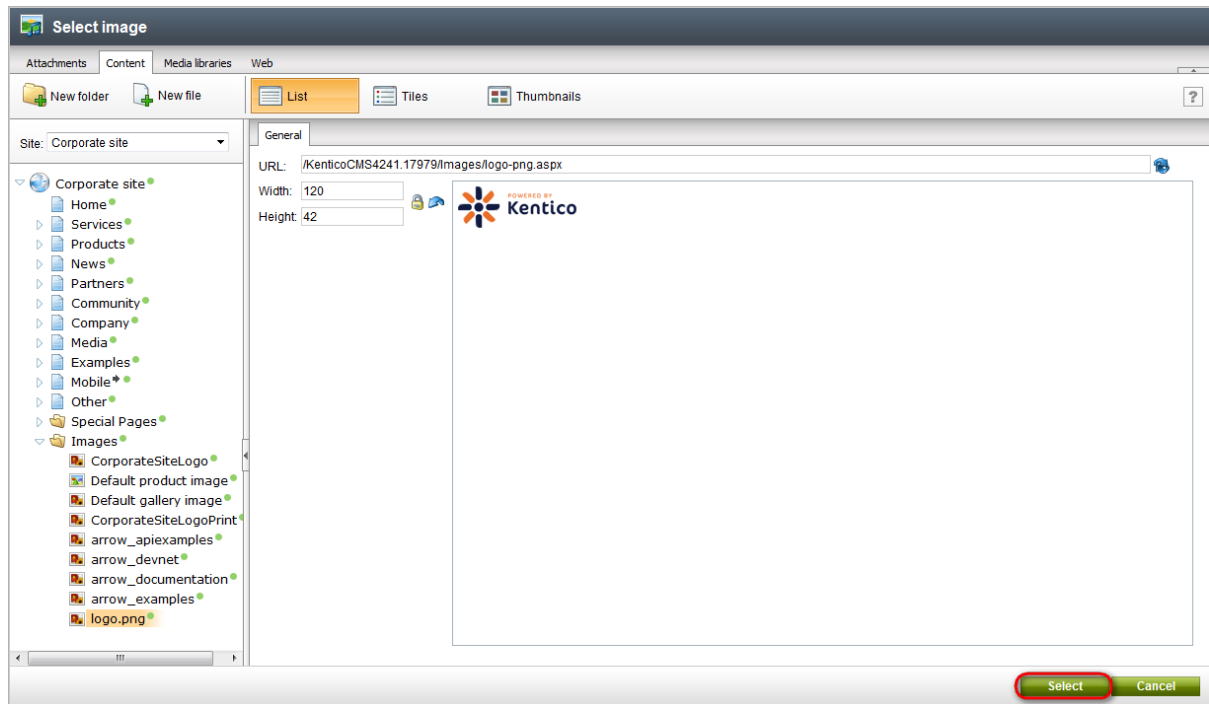 Select image
Attachments Content Media libraries Web
New folder New file List Tiles Thumbnails ?
Site: Corporate site
General
URL: /KenticoCMS4241.17979/Images/logo-png.aspx
Width: 120
Height: 42
POWERED BY
Kentico
Corporate site
Home
Services
Products
News
Partners
Community
Company
Media
Examples
Mobile
Other
Special Pages
Images
CorporateSiteLogo
Default product image
Default gallery image
CorporateSiteLogoPrint
arrow_apiexamples
arrow_devnet
arrow_documentation
arrow_examples
logo.png
Select Cancel